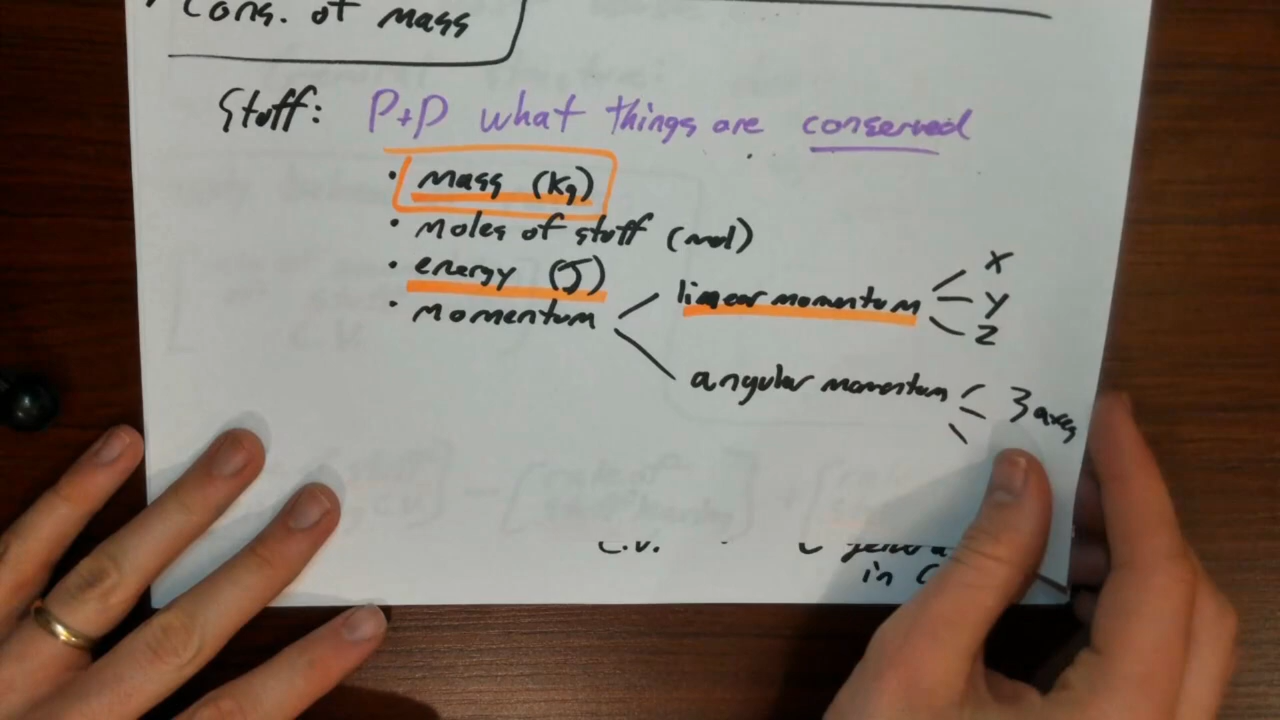 Cons. of mass
Stuff: P+P what things are conserved
• mass (kg)
• moles of stuff (mol)
• energy (J)
• momentum
linear momentum
x
y
z
angular momentum
3 axes
C.V.
in